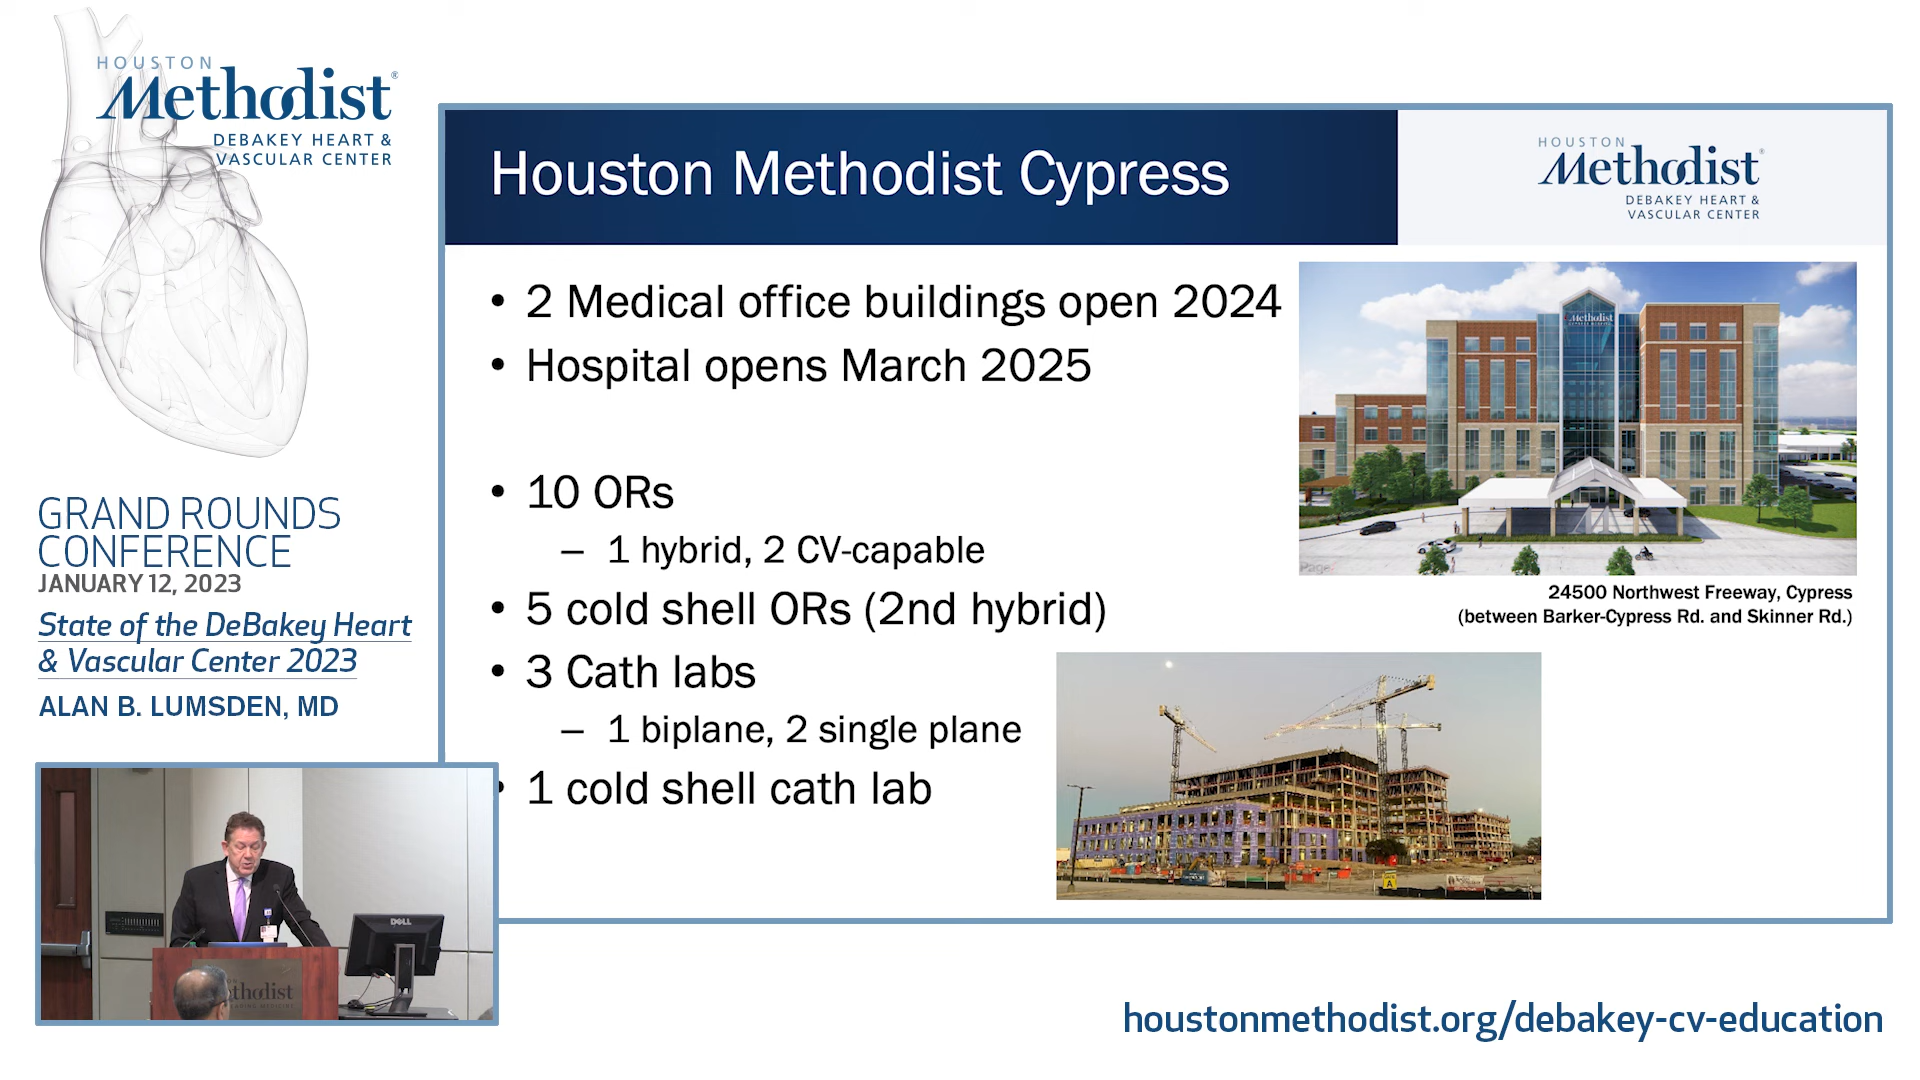 HOUSTON
Methodist®
DEBAKEY HEART &
VASCULAR CENTER
GRAND ROUNDS
CONFERENCE
JANUARY 12, 2023
State of the DeBakey Heart
& Vascular Center 2023
ALAN B. LUMSDEN, MD
Houston Methodist Cypress
HOUSTON
Methodist®
DEBAKEY HEART &
VASCULAR CENTER
• 2 Medical office buildings open 2024
• Hospital opens March 2025
• 10 ORs
– 1 hybrid, 2 CV-capable
• 5 cold shell ORs (2nd hybrid)
• 3 Cath labs
– 1 biplane, 2 single plane
• 1 cold shell cath lab
Methodist
24500 Northwest Freeway, Cypress
(between Barker-Cypress Rd. and Skinner Rd.)
A
DELL
thodist
houstonmethodist.org/debakey-cv-education